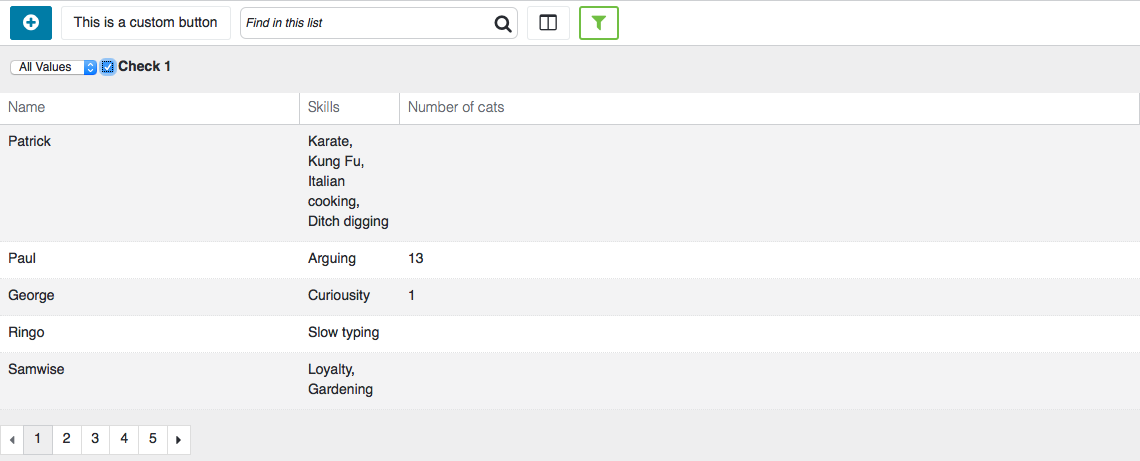 This is a custom button Find in this list
All Values Check 1
Name Skills Number of cats
Patrick Karate,
Kung Fu,
Italian
cooking,
Ditch digging
Paul Arguing 13
George Curiousity 1
Ringo Slow typing
Samwise Loyalty,
Gardening
1 2 3 4 5